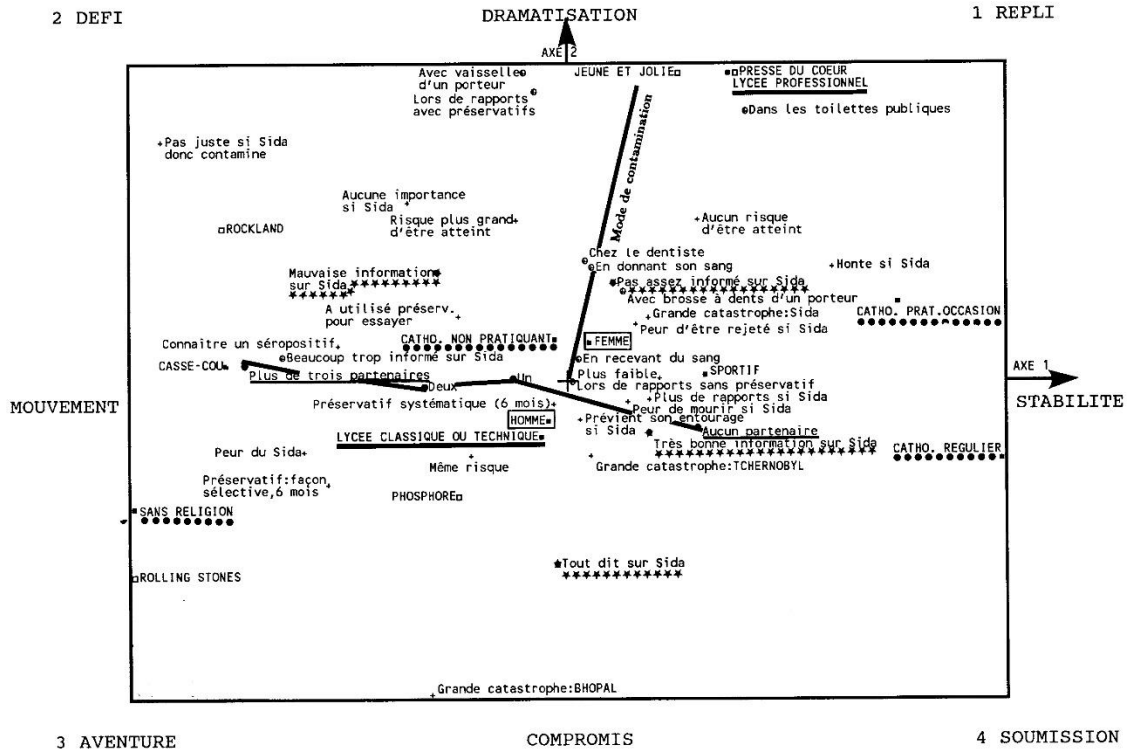 2 DEFI
DRAMATISATION
1 REPLI
AXE 2
Avec vaisselle
d'un porteur
JEUNE ET JOLIE
PRESSE DU COEUR
LYCEE PROFESSIONNEL
Lors de rapports
avec préservatifs
Dans les toilettes publiques
Mode de contamination
Pas juste si Sida
donc contamine
Aucune importance
si Sida
Risque plus grand
d'être atteint
Aucun risque
d'être atteint
ROCKLAND
Chez le dentiste
En donnant son sang
Honte si Sida
Mauvaise information
sur Sida
Pas assez informé sur Sida
Avec brosse à dents d'un porteur
A utilisé préserv.
pour essayer
Grande catastrophe:Sida
Peur d'être rejeté si Sida
CATHO. PRAT.OCCASION
CATHO. NON PRATIQUANT
FEMME
Connaitre un séropositif
Beaucoup trop informé sur Sida
En recevant du sang
CASSE-COU
Plus de trois partenaires
Deux
Un
Plus faible
SPORTIF
Lors de rapports sans préservatif
AXE 1
MOUVEMENT
STABILITE
Préservatif systématique (6 mois)
Plus de rapports si Sida
Peur de mourir si Sida
HOMME
Prévient son entourage
si Sida
Aucun partenaire
LYCEE CLASSIQUE OU TECHNIQUE
Très bonne information sur Sida
CATHO. REGULIER
Peur du Sida
Même risque
Grande catastrophe:TCHERNOBYL
Préservatif:façon
sélective,6 mois
PHOSPHORE
SANS RELIGION
Tout dit sur Sida
ROLLING STONES
Grande catastrophe:BHOPAL
3 AVENTURE
COMPROMIS
4 SOUMISSION